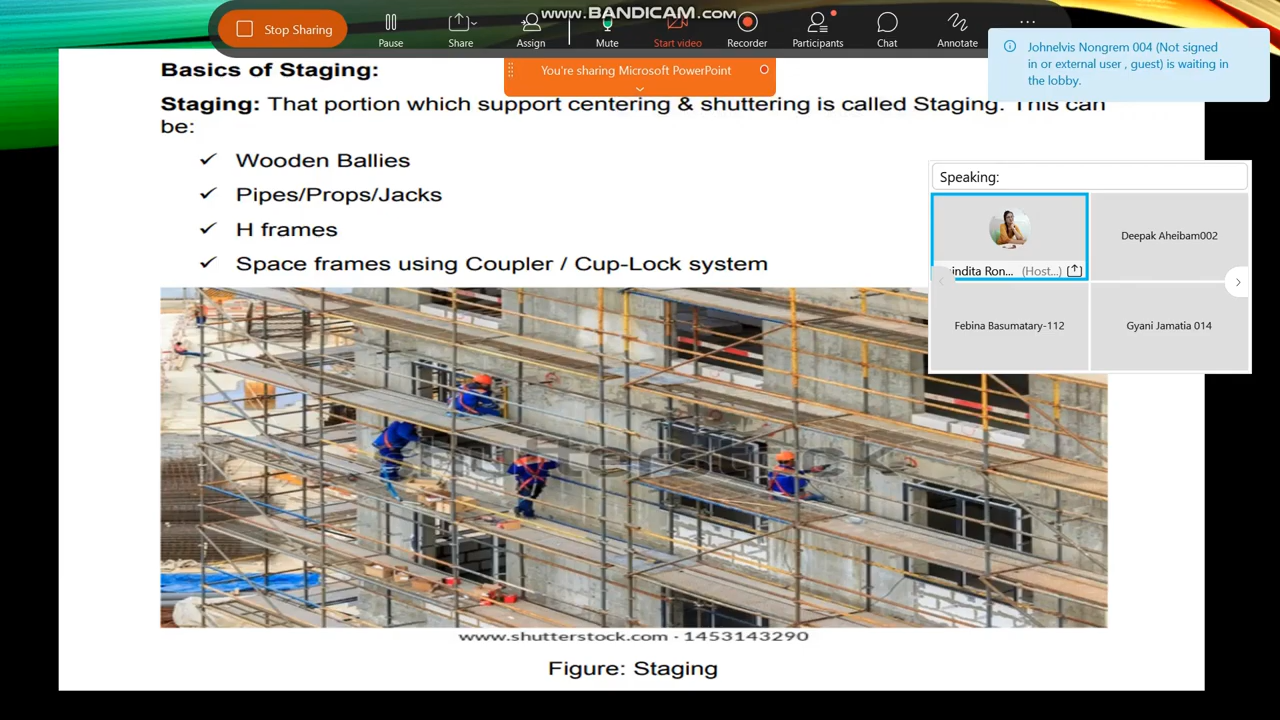 www.BANDICAM.com
Stop Sharing
Pause
Share
Assign
Mute
Start video
Recorder
Participants
Chat
Annotate
Johnelvis Nongrem 004 (Not signed
in or external user , guest) is waiting in
the lobby.
You're sharing Microsoft PowerPoint
Basics of Staging:
Staging: That portion which support centering & shuttering is called Staging. This can
be:
✓ Wooden Ballies
✓ Pipes/Props/Jacks
✓ H frames
✓ Space frames using Coupler / Cup-Lock system
Speaking:
Deepak Aheibam002
indita Ron... (Host...)
Febina Basumatary-112
Gyani Jamatia 014
shutterstock
www.shutterstock.com · 1453143290
Figure: Staging